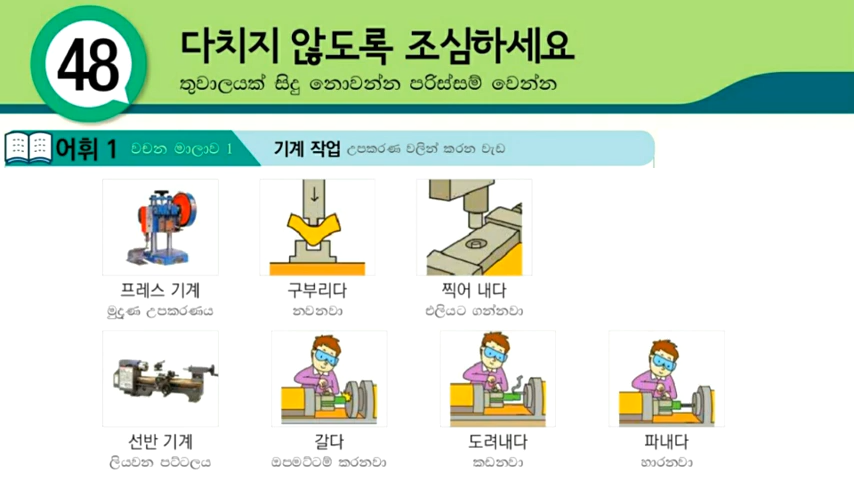 48
다치지 않도록 조심하세요
තුවාලයක් සිදු නොවන්න පරිස්සම් වෙන්න
어휘 1 වචන මාලාව 1 기계 작업 උපකරණ වලින් කරන වැඩ
프레스 기계 구부리다 찍어 내다
මුද්‍රණ උපකරණය නවනවා එලියට ගන්නවා
선반 기계 갈다 도려내다 파내다
ලියවන පට්ටලය ඔපමට්ටම් කරනවා කඩනවා හාරනවා